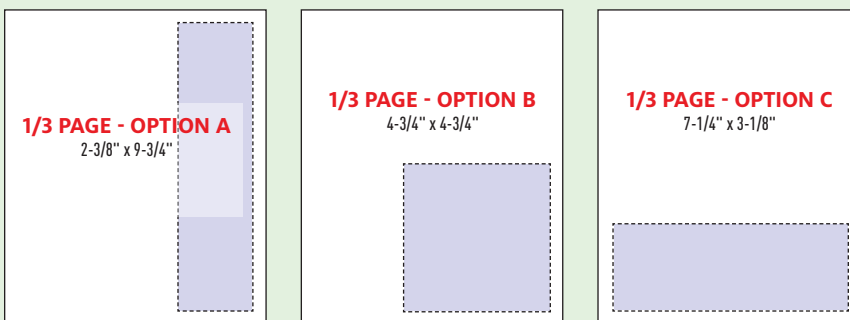 1/3 PAGE - OPTION A
2-3/8" x 9-3/4"
1/3 PAGE - OPTION B
4-3/4" x 4-3/4"
1/3 PAGE - OPTION C
7-1/4" x 3-1/8"